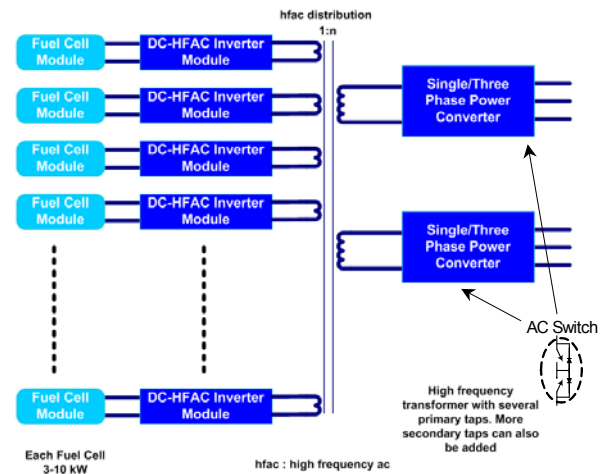 hfac distribution
1:n
Fuel Cell
Module
DC-HFAC Inverter
Module
Fuel Cell
Module
DC-HFAC Inverter
Module
Single/Three
Phase Power
Converter
Fuel Cell
Module
DC-HFAC Inverter
Module
Fuel Cell
Module
DC-HFAC Inverter
Module
Single/Three
Phase Power
Converter
AC Switch
Fuel Cell
Module
DC-HFAC Inverter
Module
High frequency
transformer with several
primary taps. More
secondary taps can also
be added
Each Fuel Cell
3-10 kW
hfac : high frequency ac